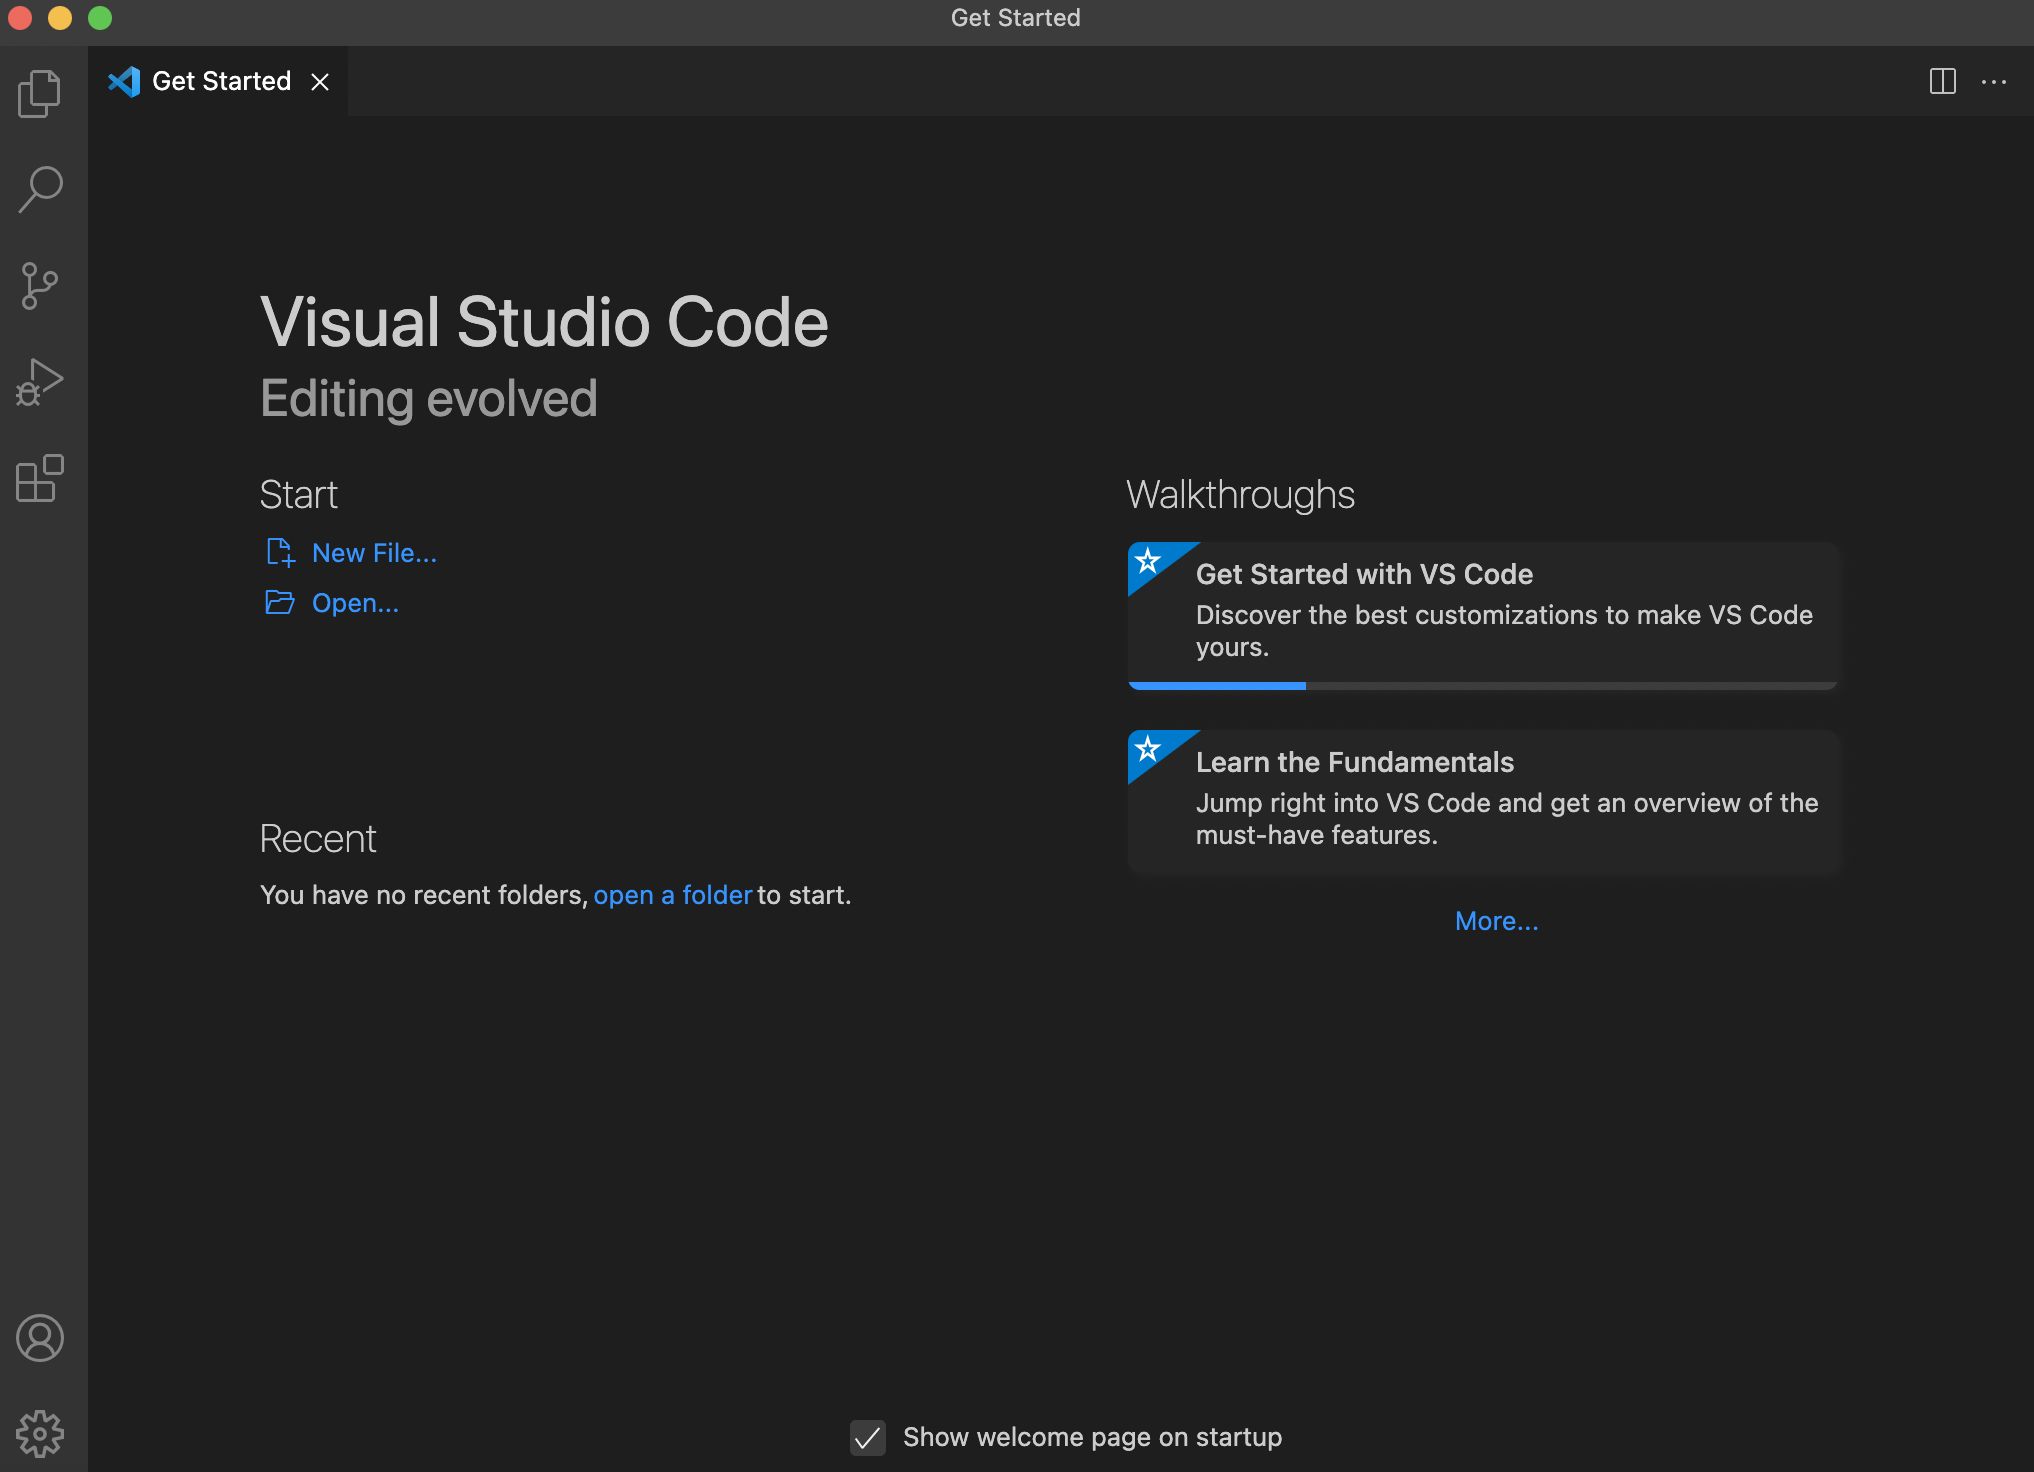 Get Started
Get Started
Visual Studio Code
Editing evolved
Start
New File...
Open...
Recent
You have no recent folders, open a folder to start.
Walkthroughs
Get Started with VS Code
Discover the best customizations to make VS Code
yours.
Learn the Fundamentals
Jump right into VS Code and get an overview of the
must-have features.
More...
Show welcome page on startup